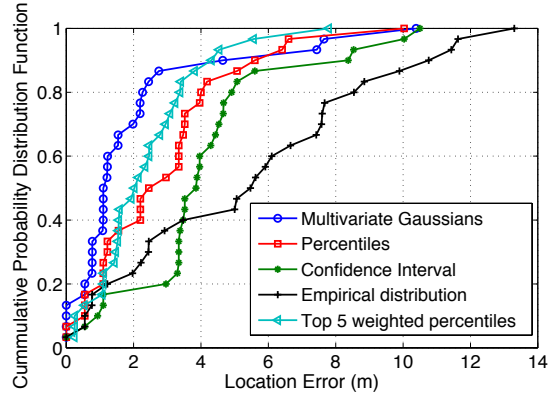 Cummulative Probability Distribution Function
1
0.8
0.6
0.4
0.2
0
Multivariate Gaussians
Percentiles
Confidence Interval
Empirical distribution
Top 5 weighted percentiles
0 2 4 6 8 10 12 14
Location Error (m)